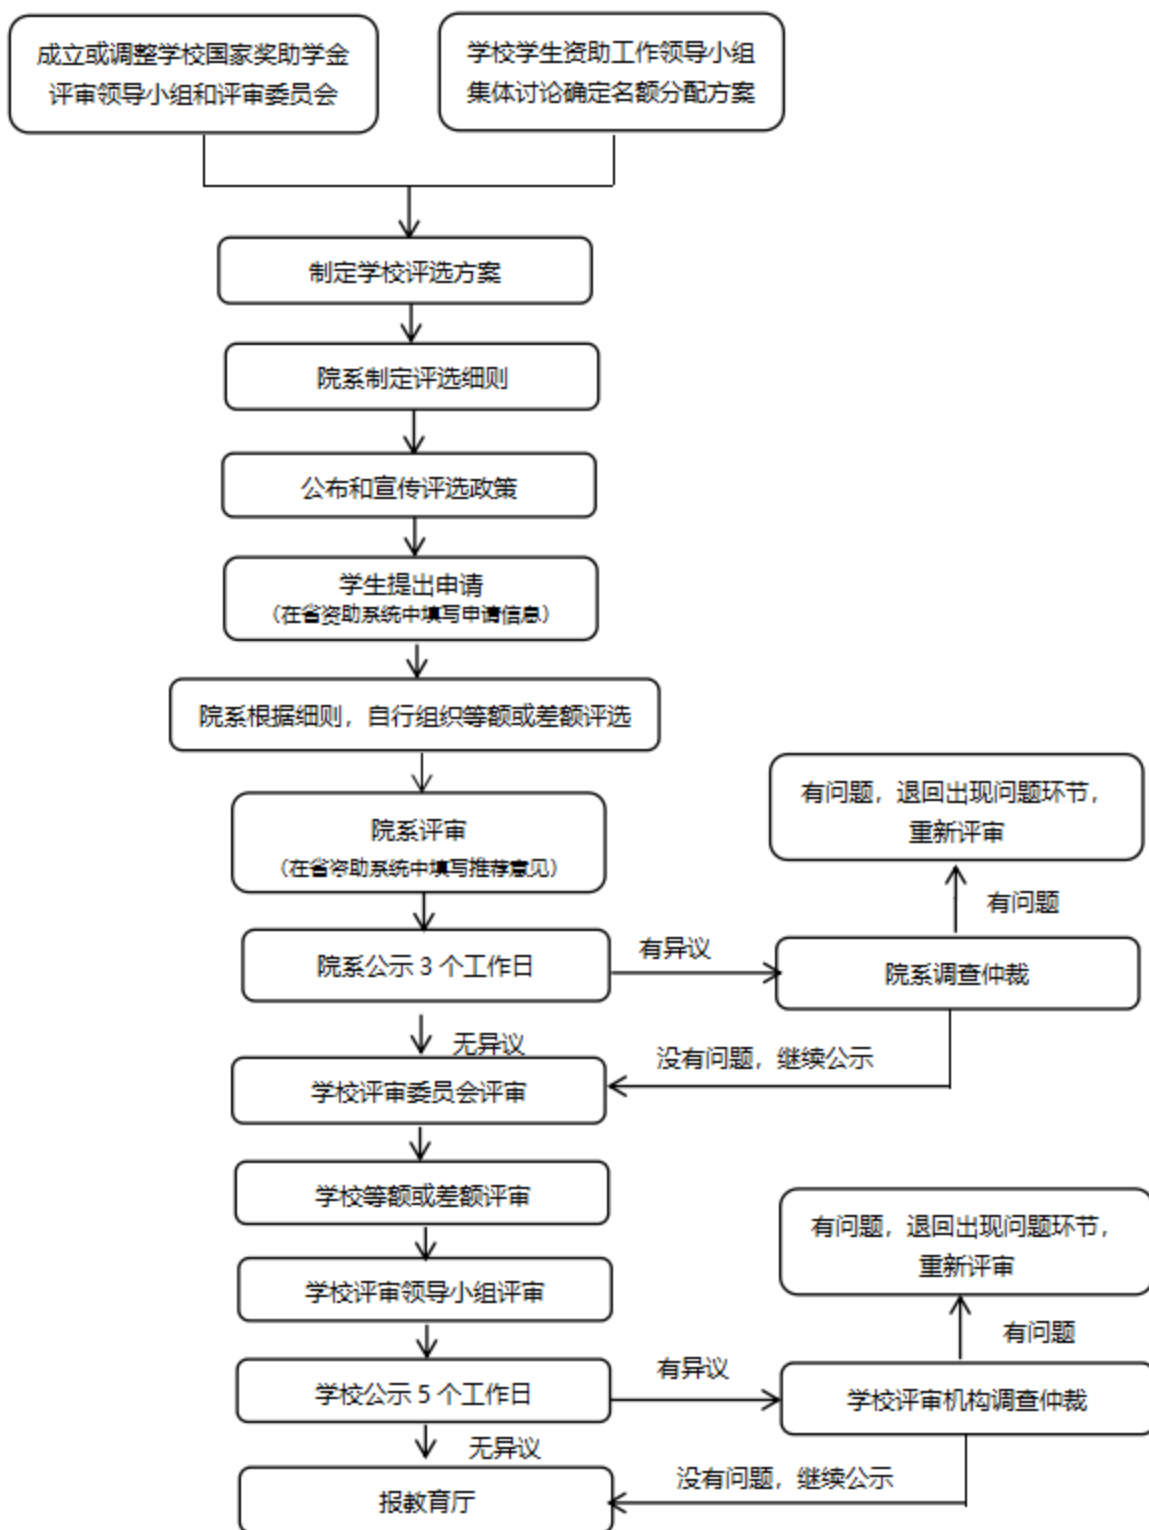 成立或调整学校国家奖助学金
评审领导小组和评审委员会
学校学生资助工作领导小组
集体讨论确定名额分配方案
制定学校评选方案
院系制定评选细则
公布和宣传评选政策
学生提出申请
（在省资助系统中填写申请信息）
院系根据细则，自行组织等额或差额评选
院系评审
（在省资助系统中填写推荐意见）
有问题，退回出现问题环节，
重新评审
有问题
院系公示 3 个工作日
有异议
院系调查仲裁
无异议
没有问题，继续公示
学校评审委员会评审
学校等额或差额评审
有问题，退回出现问题环节，
重新评审
学校评审领导小组评审
有问题
学校公示 5 个工作日
有异议
学校评审机构调查仲裁
无异议
没有问题，继续公示
报教育厅